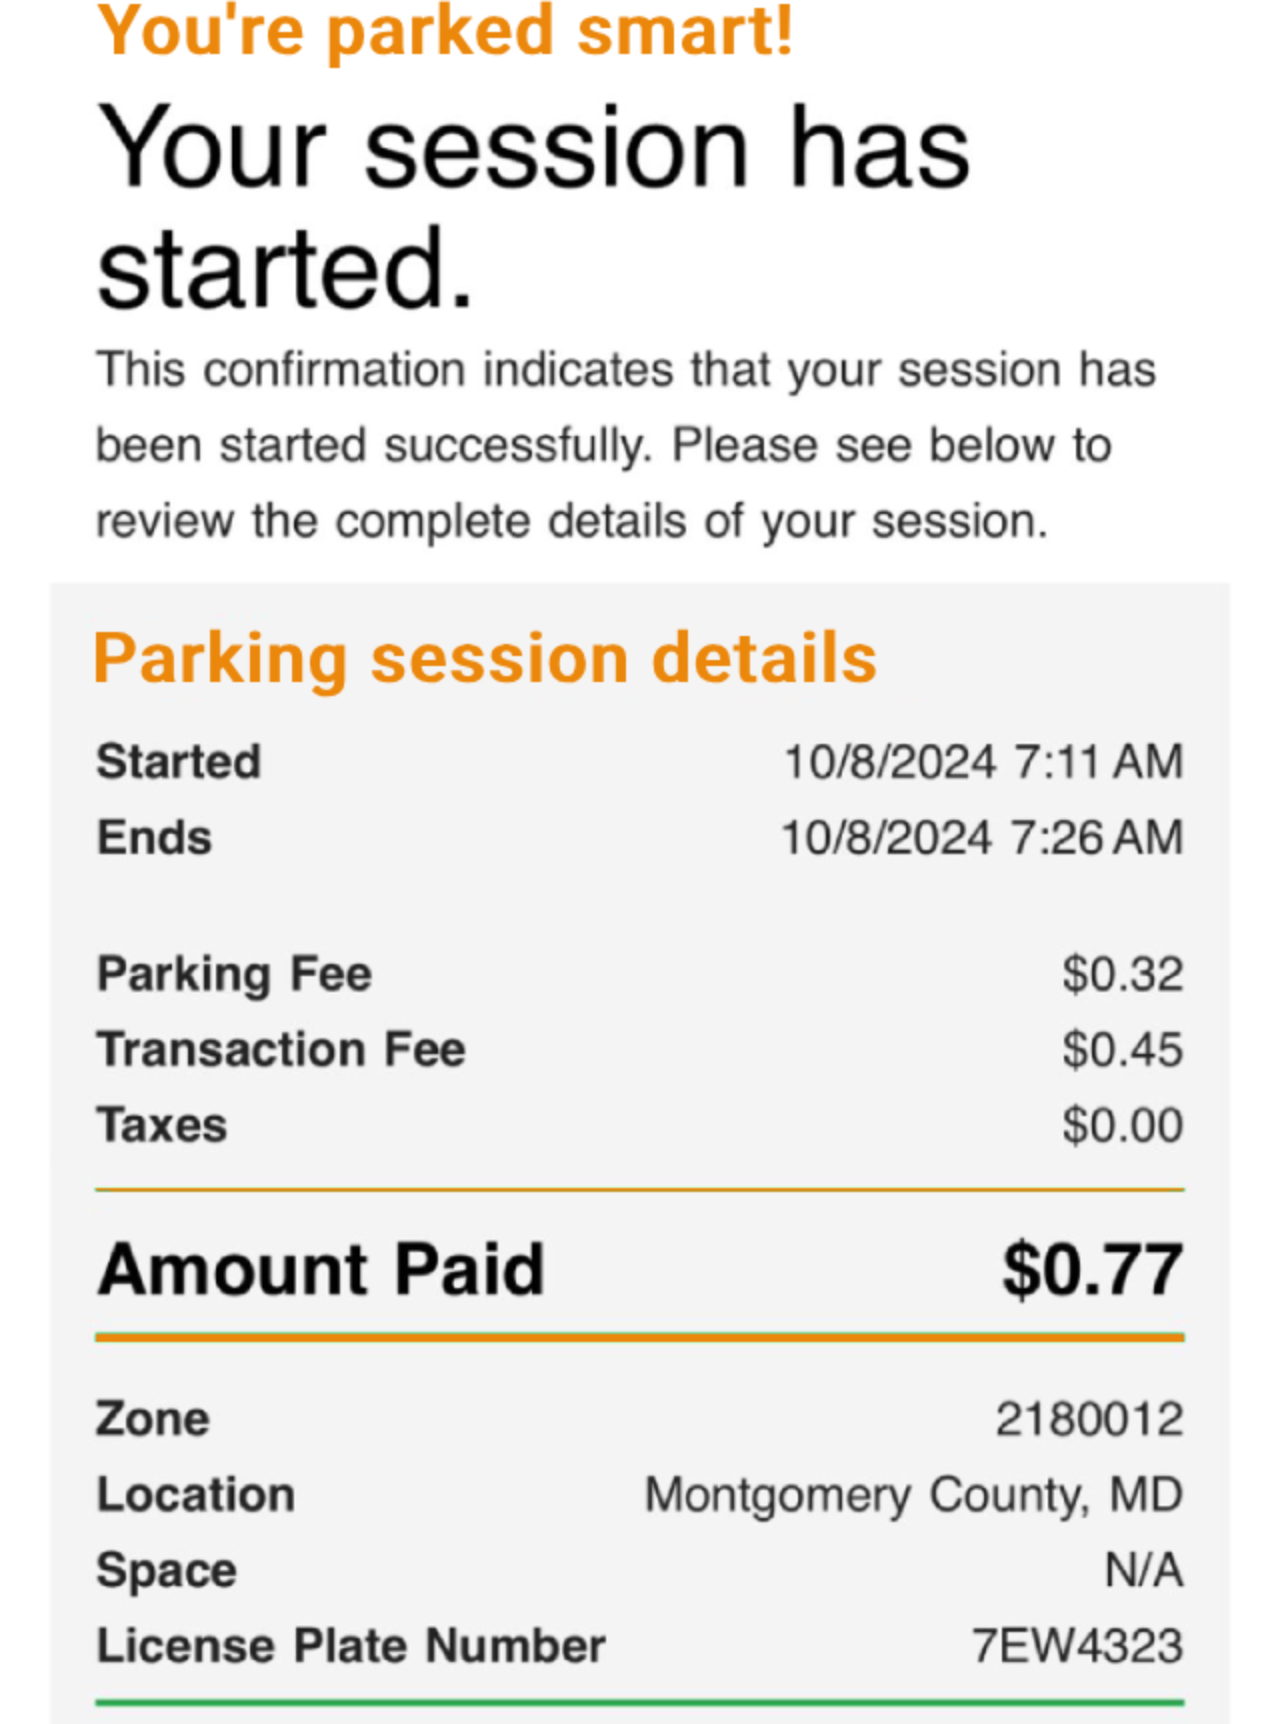 You're parked smart!
Your session has
started.
This confirmation indicates that your session has
been started successfully. Please see below to
review the complete details of your session.
Parking session details
Started 10/8/2024 7:11 AM
Ends 10/8/2024 7:26 AM
Parking Fee $0.32
Transaction Fee $0.45
Taxes $0.00
Amount Paid $0.77
Zone 2180012
Location Montgomery County, MD
Space N/A
License Plate Number 7EW4323